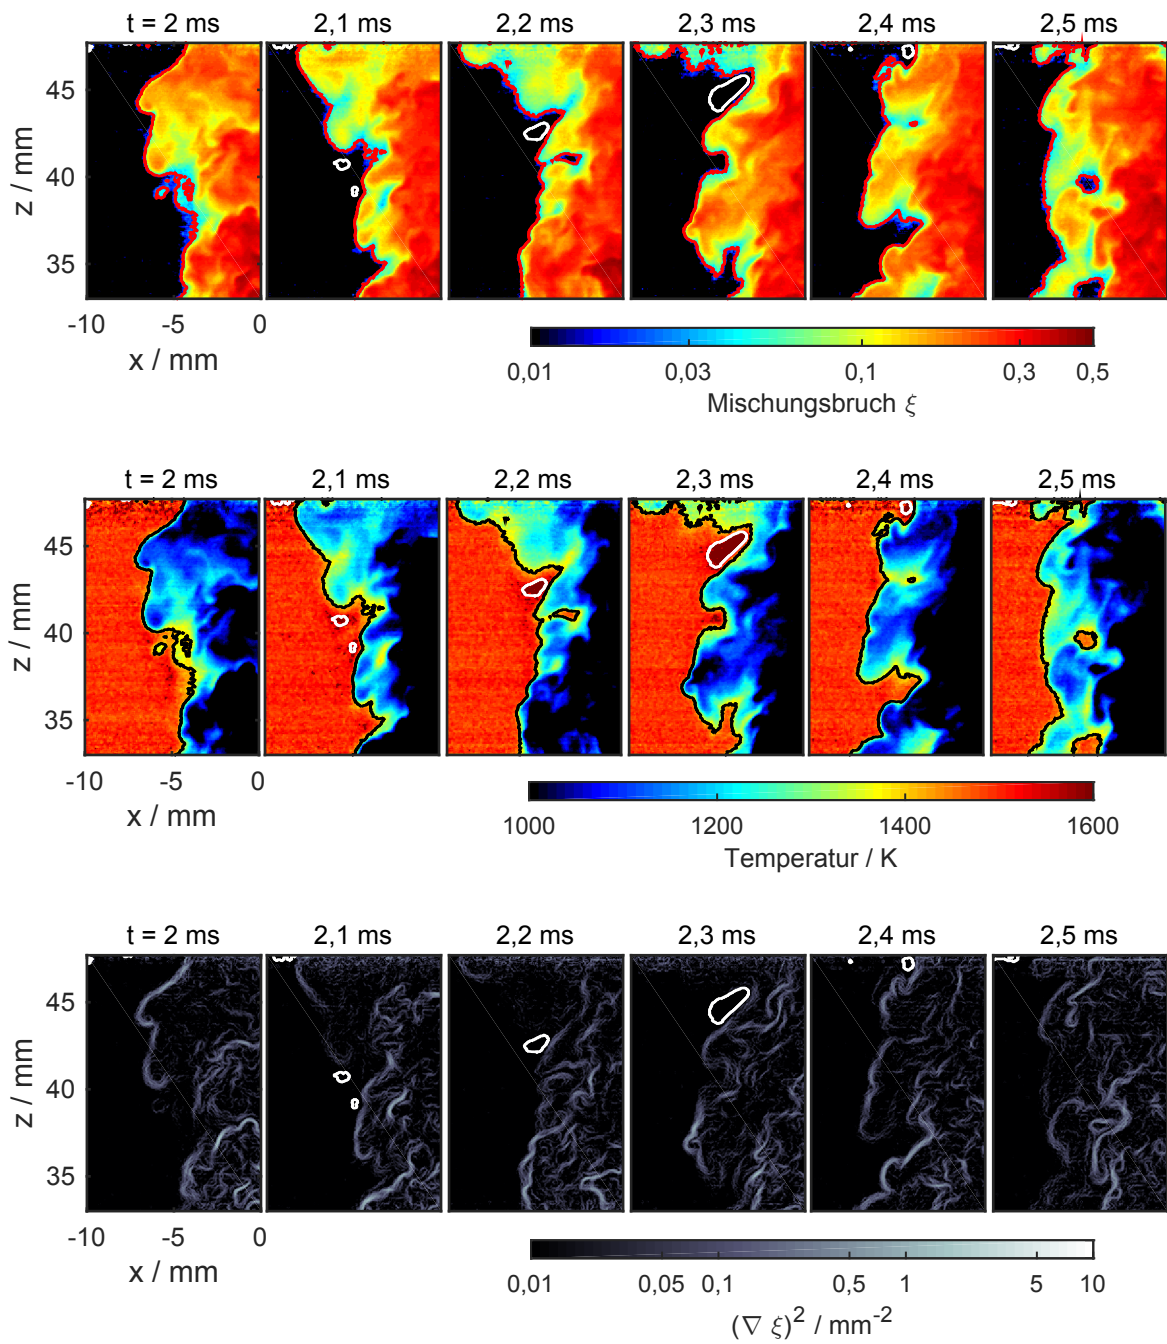 t = 2 ms 2,1 ms 2,2 ms 2,3 ms 2,4 ms 2,5 ms
45
40
35
z / mm
-10 -5 0
x / mm
0,01 0,03 0,1 0,3 0,5
Mischungsbruch ξ
t = 2 ms 2,1 ms 2,2 ms 2,3 ms 2,4 ms 2,5 ms
45
40
35
z / mm
-10 -5 0
x / mm
1000 1200 1400 1600
Temperatur / K
t = 2 ms 2,1 ms 2,2 ms 2,3 ms 2,4 ms 2,5 ms
45
40
35
z / mm
-10 -5 0
x / mm
0,01 0,05 0,1 0,5 1 5 10
(∇ ξ)² / mm⁻²